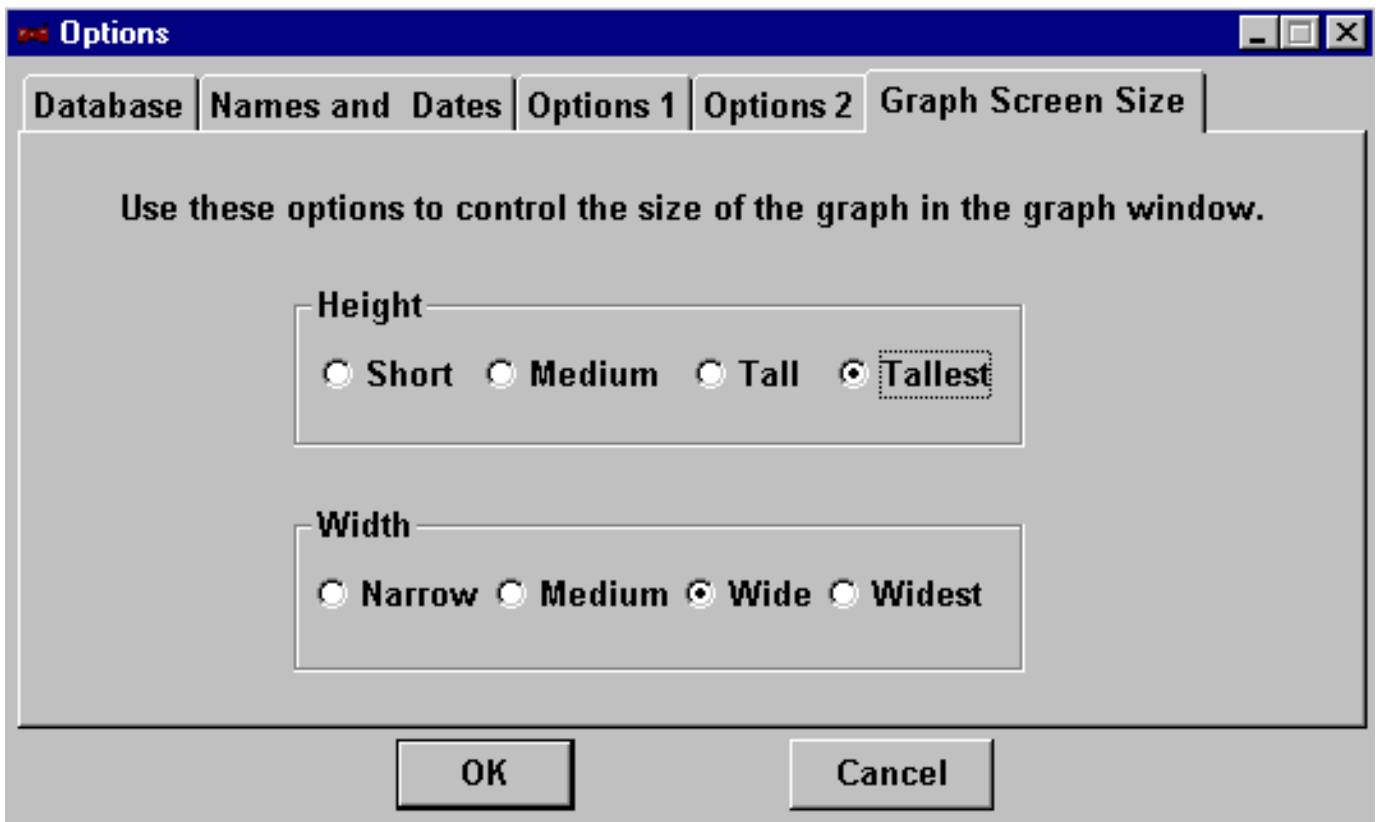 Options
Database Names and  Dates Options 1 Options 2 Graph Screen Size
Use these options to control the size of the graph in the graph window.
Height
Short Medium Tall Tallest
Width
Narrow Medium Wide Widest
OK Cancel